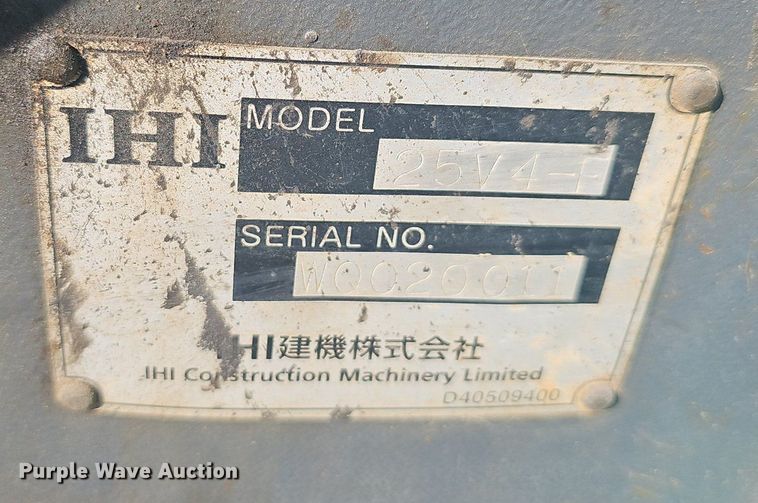 IHI
MODEL
25V4-F
SERIAL NO.
WQ020011
IHI建機株式会社
IHI Construction Machinery Limited
D40509400
Purple Wave Auction